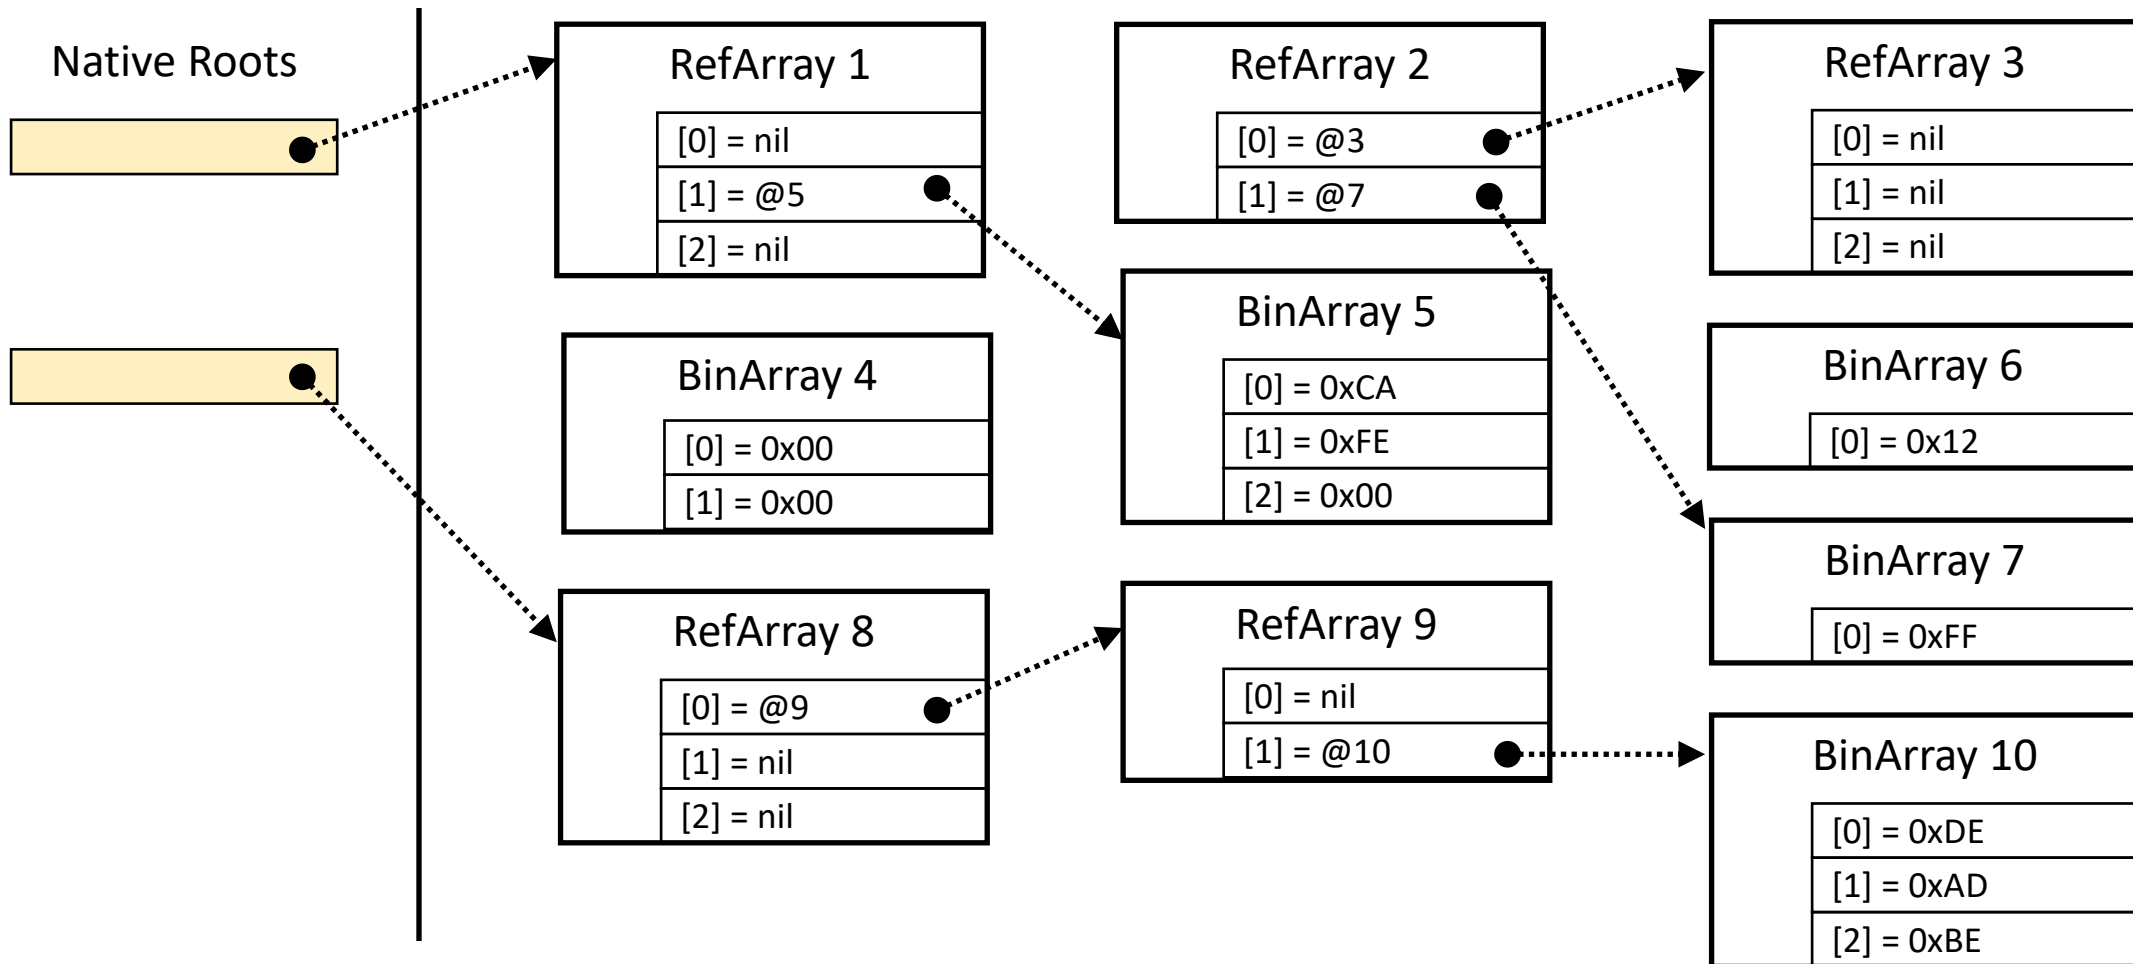 Native Roots
RefArray 1
[0] = nil
[1] = @5
[2] = nil
RefArray 2
[0] = @3
[1] = @7
RefArray 3
[0] = nil
[1] = nil
[2] = nil
BinArray 4
[0] = 0x00
[1] = 0x00
BinArray 5
[0] = 0xCA
[1] = 0xFE
[2] = 0x00
BinArray 6
[0] = 0x12
BinArray 7
[0] = 0xFF
RefArray 8
[0] = @9
[1] = nil
[2] = nil
RefArray 9
[0] = nil
[1] = @10
BinArray 10
[0] = 0xDE
[1] = 0xAD
[2] = 0xBE